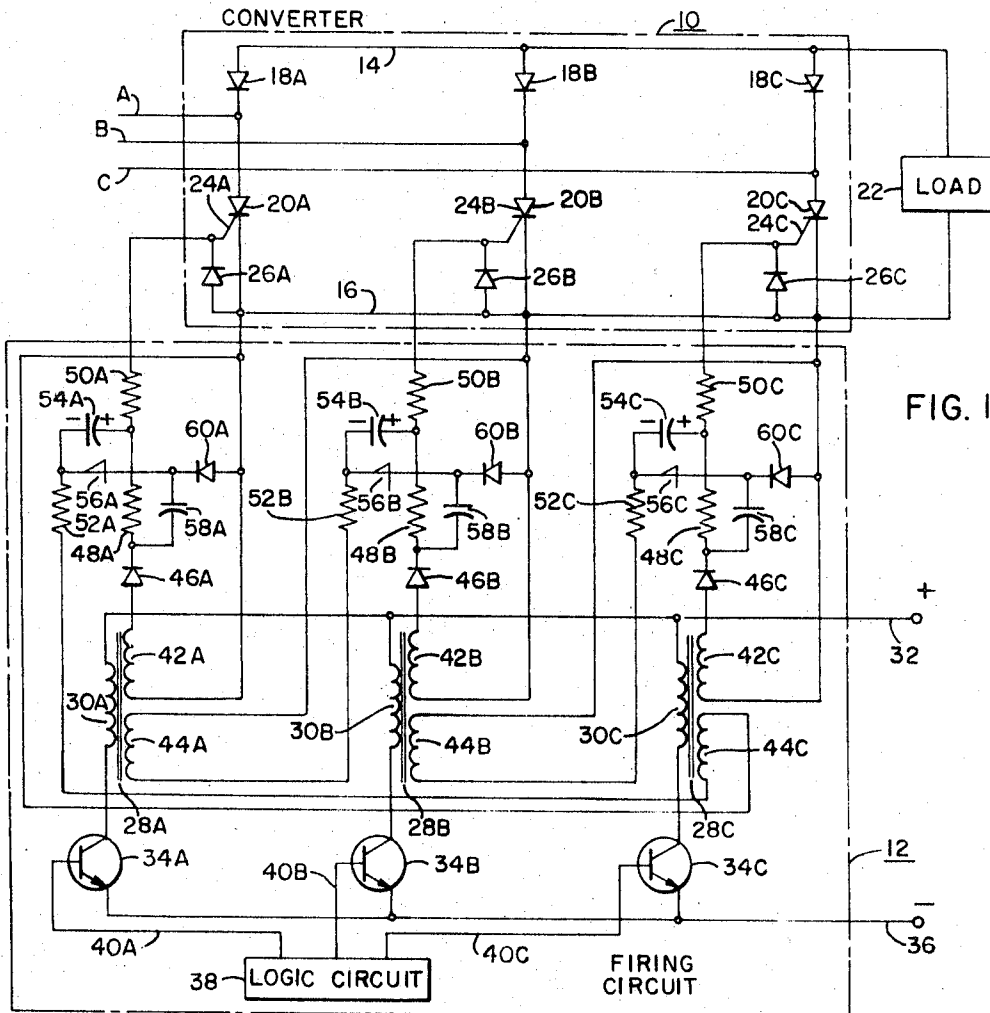 CONVERTER
10
14
18A
18B
18C
A
B
C
24A
20A
24B
20B
20C
24C
22
LOAD
26A
26B
26C
16
50A
50B
50C
FIG. 1
54A
- +
54B
- +
54C
- +
60A
60B
60C
56A
52A
48A
58A
52B
56B
48B
58B
52C
56C
48C
58C
46A
46B
46C
+
32
42A
42B
42C
30A
30B
30C
44A
44B
44C
28A
28B
28C
34A
34B
34C
12
40B
-
36
40A
40C
38
LOGIC CIRCUIT
FIRING
CIRCUIT